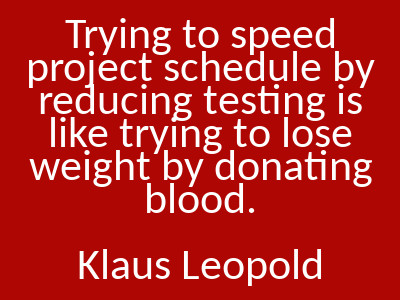 Trying to speed
project schedule by
reducing testing is
like trying to lose
weight by donating
blood.
Klaus Leopold